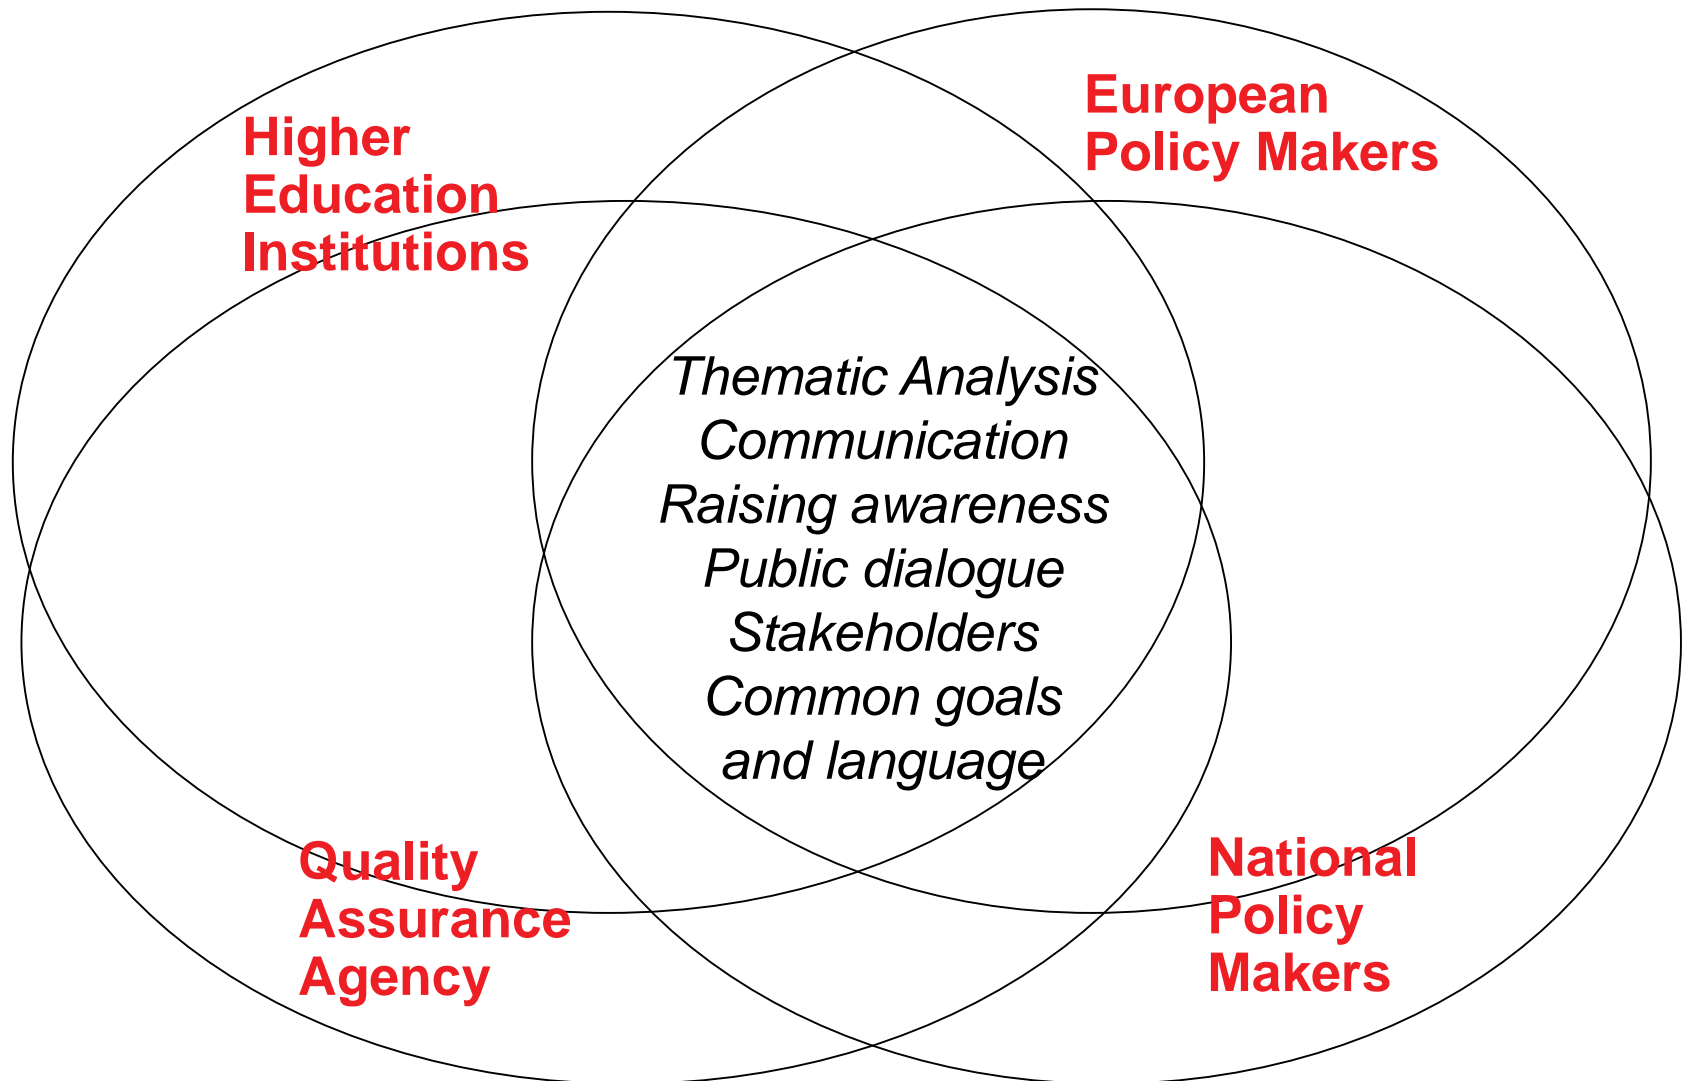 Higher
Education
Institutions
European
Policy Makers
Thematic Analysis
Communication
Raising awareness
Public dialogue
Stakeholders
Common goals
and language
Quality
Assurance
Agency
National
Policy
Makers